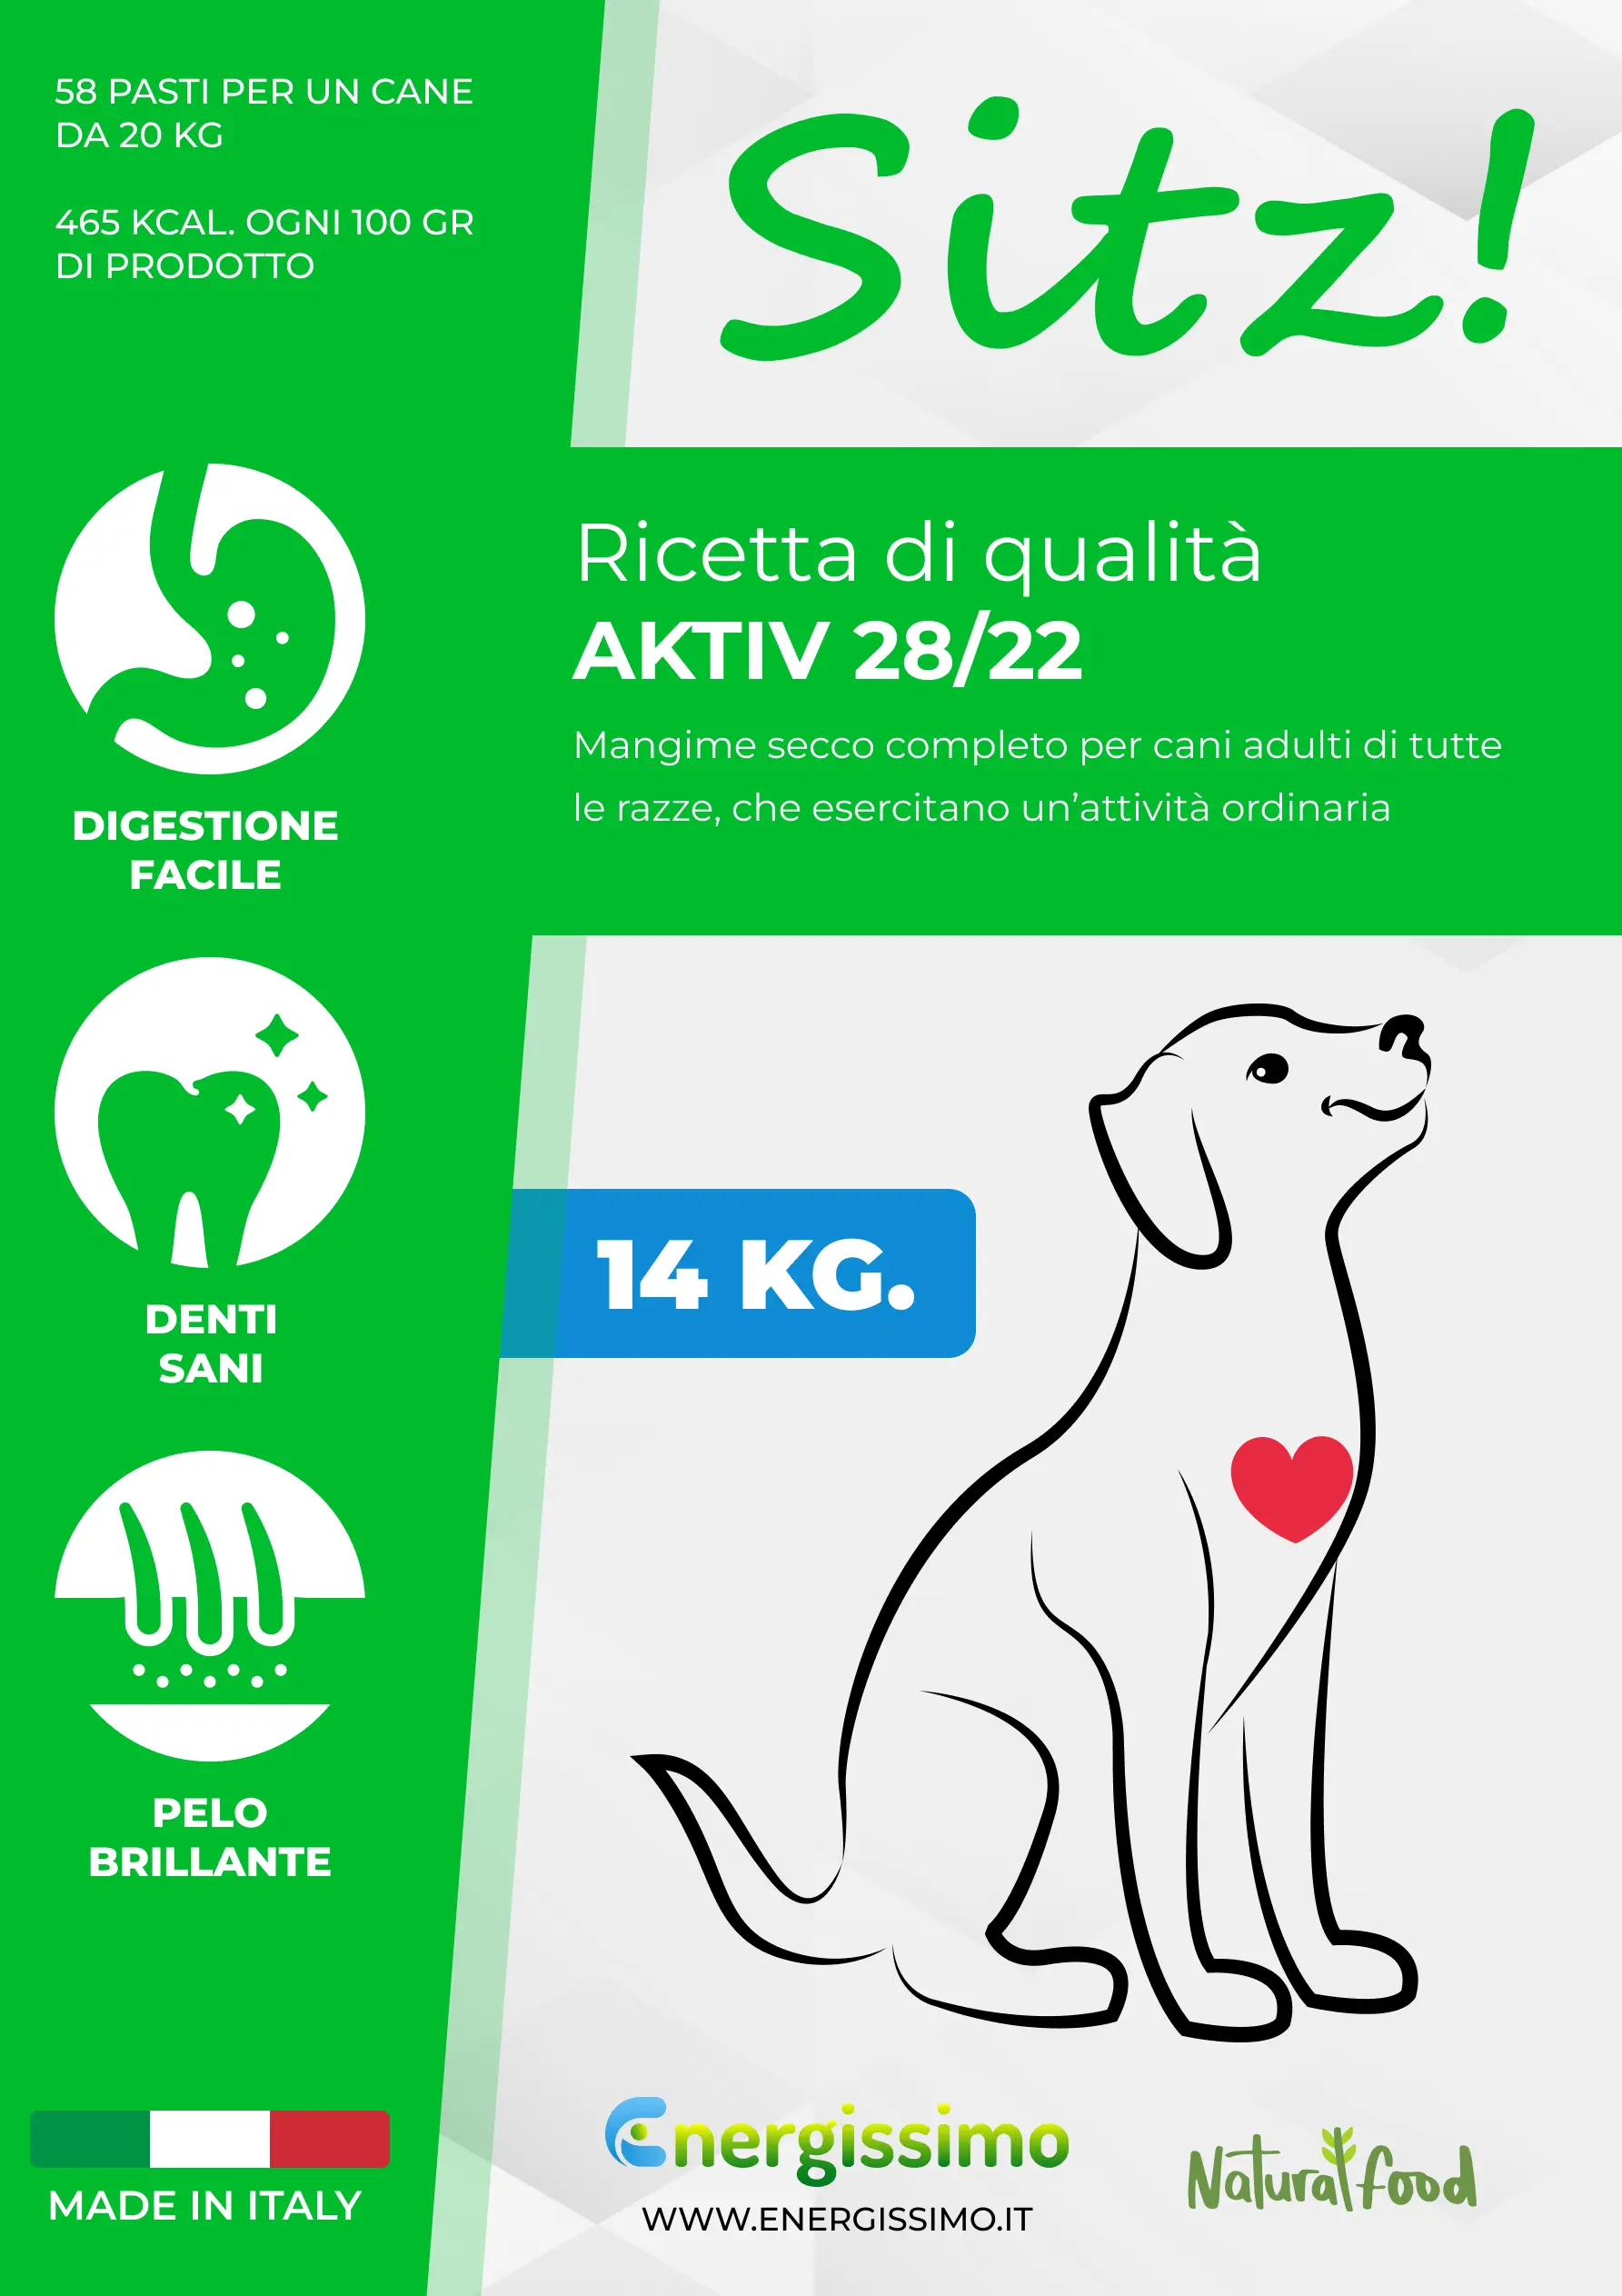 58 PASTI PER UN CANE
DA 20 KG
465 KCAL. OGNI 100 GR
DI PRODOTTO
Sitz!
Ricetta di qualità
AKTIV 28/22
Mangime secco completo per cani adulti di tutte
le razze, che esercitano un’attività ordinaria
DIGESTIONE
FACILE
DENTI
SANI
14 KG.
PELO
BRILLANTE
MADE IN ITALY
Energissimo
WWW.ENERGISSIMO.IT
Natural food